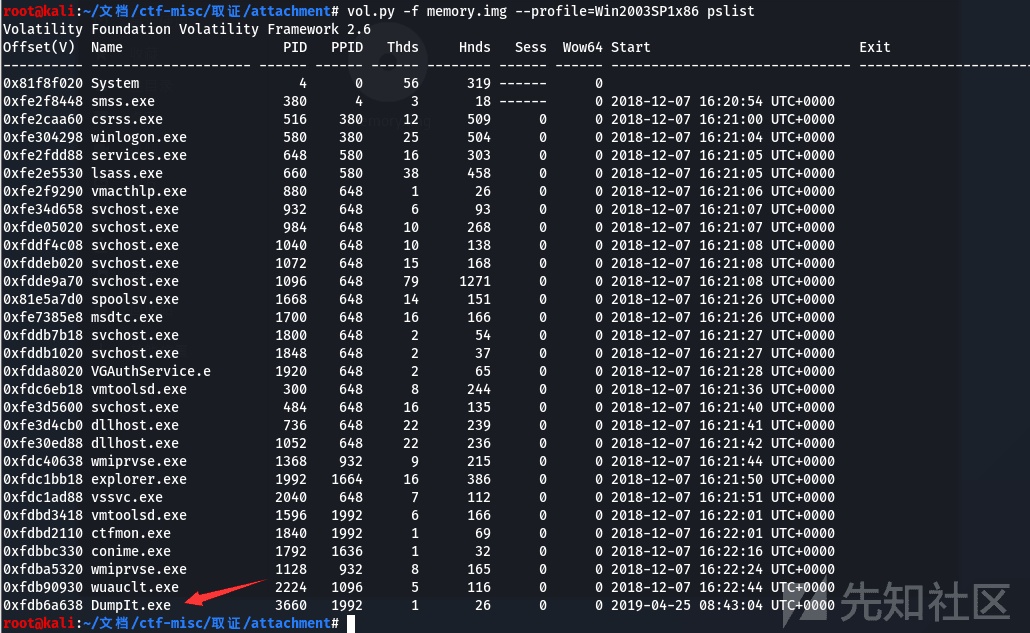 root@kali:~/文档/ctf-misc/取证/attachment# vol.py -f memory.img --profile=Win2003SP1x86 pslist
Volatility Foundation Volatility Framework 2.6
Offset(V)  Name                    PID   PPID   Thds     Hnds   Sess  Wow64 Start                          Exit
---------- -------------------- ------ ------ ------ -------- ------ ------ ------------------------------ ----------------------
0x81f8f020 System                    4      0     56      319 ------      0
0xfe2f8448 smss.exe                380      4      3       18 ------      0 2018-12-07 16:20:54 UTC+0000
0xfe2caa60 csrss.exe               516    380     12      509      0      0 2018-12-07 16:21:00 UTC+0000
0xfe304298 winlogon.exe            580    380     25      504      0      0 2018-12-07 16:21:04 UTC+0000
0xfe2fdd88 services.exe            648    580     16      303      0      0 2018-12-07 16:21:05 UTC+0000
0xfe2e5530 lsass.exe               660    580     38      458      0      0 2018-12-07 16:21:05 UTC+0000
0xfe2f9290 vmacthlp.exe            880    648      1       26      0      0 2018-12-07 16:21:06 UTC+0000
0xfe34d658 svchost.exe             932    648      6       93      0      0 2018-12-07 16:21:07 UTC+0000
0xfde05020 svchost.exe             984    648     10      268      0      0 2018-12-07 16:21:07 UTC+0000
0xfddf4c08 svchost.exe            1040    648     10      138      0      0 2018-12-07 16:21:08 UTC+0000
0xfddeb020 svchost.exe            1072    648     15      168      0      0 2018-12-07 16:21:08 UTC+0000
0xfdde9a70 svchost.exe            1096    648     79     1271      0      0 2018-12-07 16:21:08 UTC+0000
0x81e5a7d0 spoolsv.exe            1668    648     14      151      0      0 2018-12-07 16:21:26 UTC+0000
0xfe7385e8 msdtc.exe              1700    648     16      166      0      0 2018-12-07 16:21:26 UTC+0000
0xfddb7b18 svchost.exe            1800    648      2       54      0      0 2018-12-07 16:21:27 UTC+0000
0xfddb1020 svchost.exe            1848    648      2       37      0      0 2018-12-07 16:21:27 UTC+0000
0xfdda8020 VGAuthService.e        1920    648      2       65      0      0 2018-12-07 16:21:28 UTC+0000
0xfdc6eb18 vmtoolsd.exe            300    648      8      244      0      0 2018-12-07 16:21:36 UTC+0000
0xfe3d5600 svchost.exe             484    648     16      135      0      0 2018-12-07 16:21:40 UTC+0000
0xfe3d4cb0 dllhost.exe             736    648     22      239      0      0 2018-12-07 16:21:41 UTC+0000
0xfe30ed88 dllhost.exe            1052    648     22      236      0      0 2018-12-07 16:21:42 UTC+0000
0xfdc40638 wmiprvse.exe           1368    932      9      215      0      0 2018-12-07 16:21:44 UTC+0000
0xfdc1bb18 explorer.exe           1992   1664     16      386      0      0 2018-12-07 16:21:50 UTC+0000
0xfdc1ad88 vssvc.exe              2040    648      7      112      0      0 2018-12-07 16:21:51 UTC+0000
0xfdbd3418 vmtoolsd.exe           1596   1992      6      166      0      0 2018-12-07 16:22:01 UTC+0000
0xfdbd2110 ctfmon.exe             1840   1992      1       69      0      0 2018-12-07 16:22:01 UTC+0000
0xfdbbc330 conime.exe             1792   1636      1       32      0      0 2018-12-07 16:22:16 UTC+0000
0xfdba5320 wmiprvse.exe           1128    932      8      165      0      0 2018-12-07 16:22:24 UTC+0000
0xfdb90930 wuauclt.exe            2224   1096      5      116      0      0 2018-12-07 16:22:44 UTC+0000
0xfdb6a638 DumpIt.exe             3660   1992      1       26      0      0 2019-04-25 08:43:04 UTC+0000
root@kali:~/文档/ctf-misc/取证/attachment#
先知社区